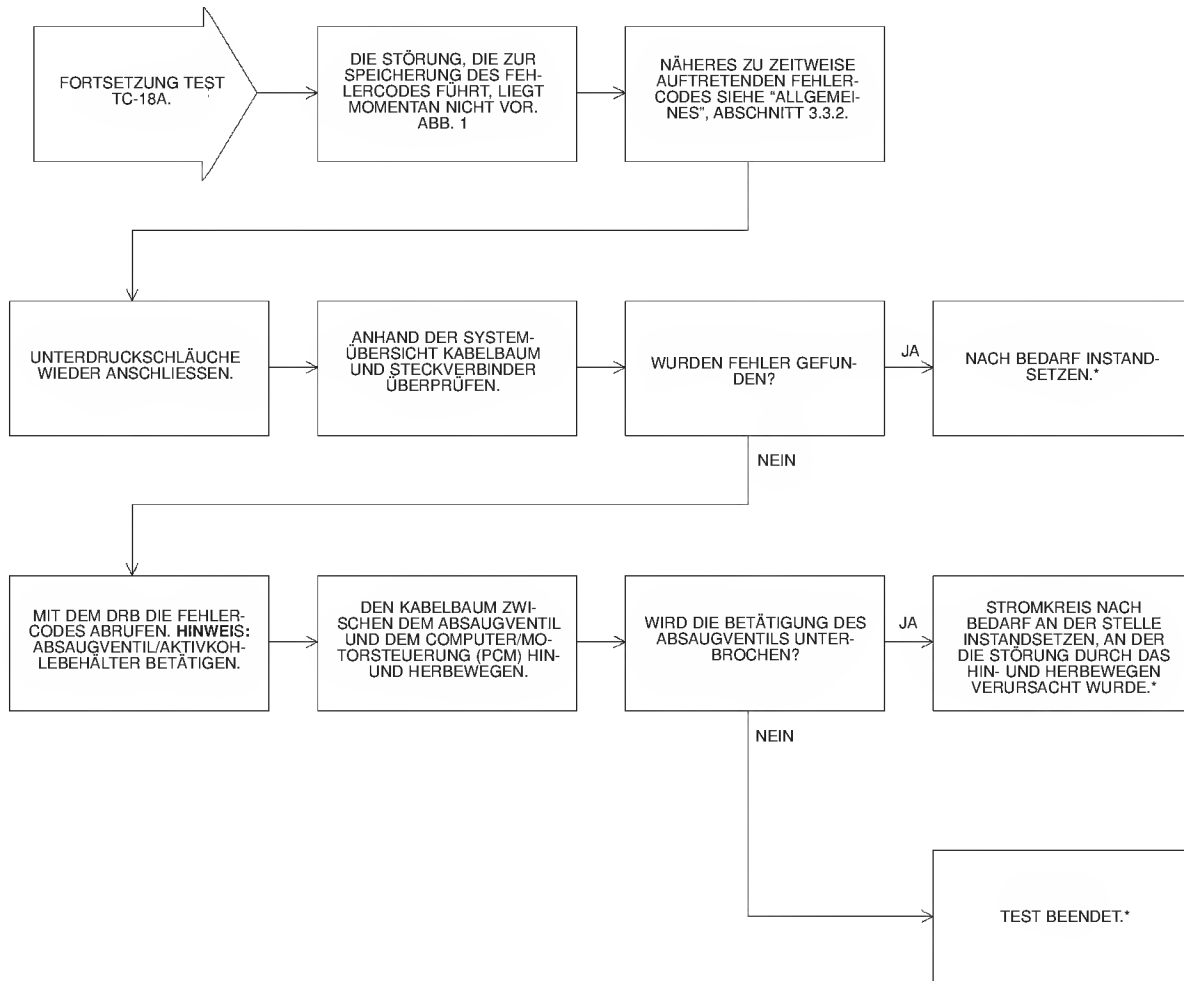 FORTSETZUNG TEST
TC-18A.
DIE STÖRUNG, DIE ZUR
SPEICHERUNG DES FEH-
LERCODES FÜHRT, LIEGT
MOMENTAN NICHT VOR.
ABB. 1
NÄHERES ZU ZEITWEISE
AUFTRETENDEN FEHLER-
CODES SIEHE "ALLGEMEI-
NES", ABSCHNITT 3.3.2.
UNTERDRUCKSCHLÄUCHE
WIEDER ANSCHLIESSEN.
ANHAND DER SYSTEM-
ÜBERSICHT KABELBAUM
UND STECKVERBINDER
ÜBERPRÜFEN.
WURDEN FEHLER GEFUN-
DEN?
JA
NACH BEDARF INSTAND-
SETZEN.*
NEIN
MIT DEM DRB DIE FEHLER-
CODES ABRUFEN. HINWEIS:
ABSAUGVENTIL/AKTIVKOH-
LEBEHÄLTER BETÄTIGEN.
DEN KABELBAUM ZWI-
SCHEN DEM ABSAUGVENTIL
UND DEM COMPUTER/MO-
TORSTEUERUNG (PCM) HIN-
UND HERBEWEGEN.
WIRD DIE BETÄTIGUNG DES
ABSAUGVENTILS UNTER-
BROCHEN?
JA
STROMKREIS NACH
BEDARF AN DER STELLE
INSTANDSETZEN, AN DER
DIE STÖRUNG DURCH DAS
HIN- UND HERBEWEGEN
VERURSACHT WURDE.*
NEIN
TEST BEENDET.*